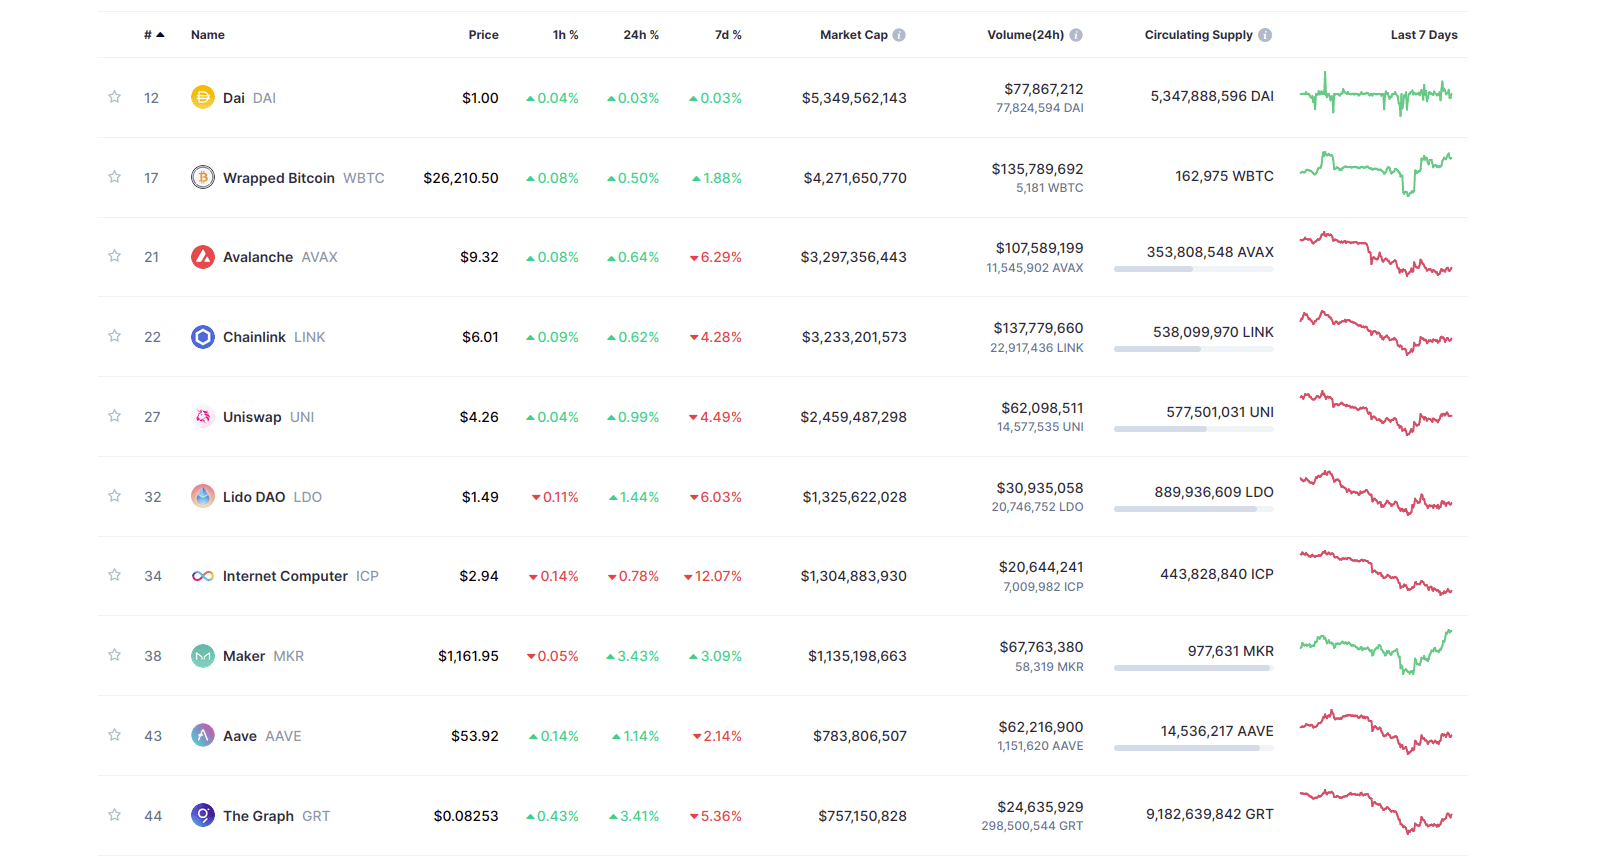 # Name Price 1h % 24h % 7d % Market Cap Volume(24h) Circulating Supply Last 7 Days
12 Dai DAI $1.00 0.04% 0.03% 0.03% $5,349,562,143 $77,867,212 5,347,888,596 DAI
77,824,594 DAI
17 Wrapped Bitcoin WBTC $26,210.50 0.08% 0.50% 1.88% $4,271,650,770 $135,789,692 162,975 WBTC
5,181 WBTC
21 Avalanche AVAX $9.32 0.08% 0.64% 6.29% $3,297,356,443 $107,589,199 353,808,548 AVAX
11,545,902 AVAX
22 Chainlink LINK $6.01 0.09% 0.62% 4.28% $3,233,201,573 $137,779,660 538,099,970 LINK
22,917,436 LINK
27 Uniswap UNI $4.26 0.04% 0.99% 4.49% $2,459,487,298 $62,098,511 577,501,031 UNI
14,577,535 UNI
32 Lido DAO LDO $1.49 0.11% 1.44% 6.03% $1,325,622,028 $30,935,058 889,936,609 LDO
20,746,752 LDO
34 Internet Computer ICP $2.94 0.14% 0.78% 12.07% $1,304,883,930 $20,644,241 443,828,840 ICP
7,009,982 ICP
38 Maker MKR $1,161.95 0.05% 3.43% 3.09% $1,135,198,663 $67,763,380 977,631 MKR
58,319 MKR
43 Aave AAVE $53.92 0.14% 1.14% 2.14% $783,806,507 $62,216,900 14,536,217 AAVE
1,151,620 AAVE
44 The Graph GRT $0.08253 0.43% 3.41% 5.36% $757,150,828 $24,635,929 9,182,639,842 GRT
298,500,544 GRT